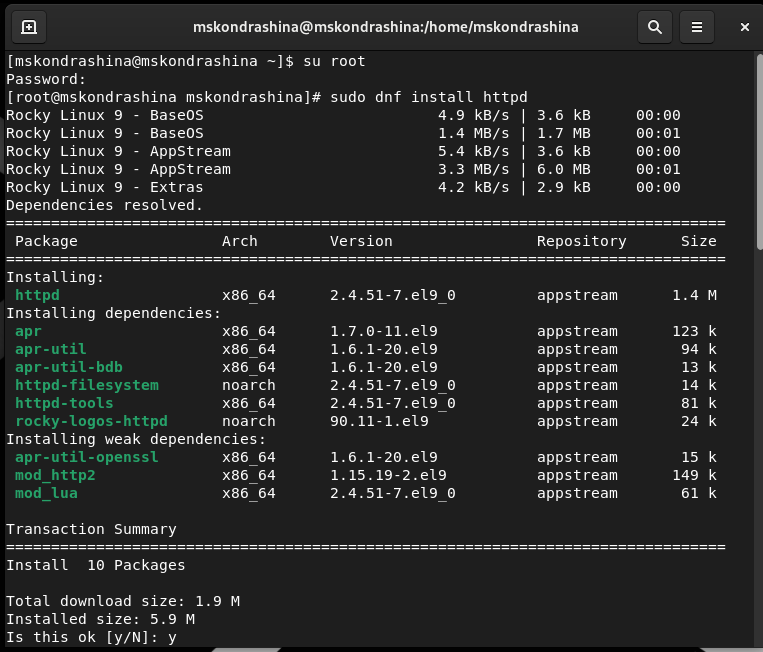 mskondrashina@mskondrashina:/home/mskondrashina
[mskondrashina@mskondrashina ~]$ su root
Password:
[root@mskondrashina mskondrashina]# sudo dnf install httpd
Rocky Linux 9 - BaseOS                          4.9 kB/s | 3.6 kB     00:00
Rocky Linux 9 - BaseOS                          1.4 MB/s | 1.7 MB     00:01
Rocky Linux 9 - AppStream                       5.4 kB/s | 3.6 kB     00:00
Rocky Linux 9 - AppStream                       3.3 MB/s | 6.0 MB     00:01
Rocky Linux 9 - Extras                          4.2 kB/s | 2.9 kB     00:00
Dependencies resolved.
================================================================================
 Package                Arch        Version                Repository      Size
================================================================================
Installing:
 httpd                  x86_64      2.4.51-7.el9_0         appstream      1.4 M
Installing dependencies:
 apr                    x86_64      1.7.0-11.el9           appstream      123 k
 apr-util               x86_64      1.6.1-20.el9           appstream       94 k
 apr-util-bdb           x86_64      1.6.1-20.el9           appstream       13 k
 httpd-filesystem       noarch      2.4.51-7.el9_0         appstream       14 k
 httpd-tools            x86_64      2.4.51-7.el9_0         appstream       81 k
 rocky-logos-httpd      noarch      90.11-1.el9            appstream       24 k
Installing weak dependencies:
 apr-util-openssl       x86_64      1.6.1-20.el9           appstream       15 k
 mod_http2              x86_64      1.15.19-2.el9          appstream      149 k
 mod_lua                x86_64      2.4.51-7.el9_0         appstream       61 k
Transaction Summary
================================================================================
Install  10 Packages
Total download size: 1.9 M
Installed size: 5.9 M
Is this ok [y/N]: y